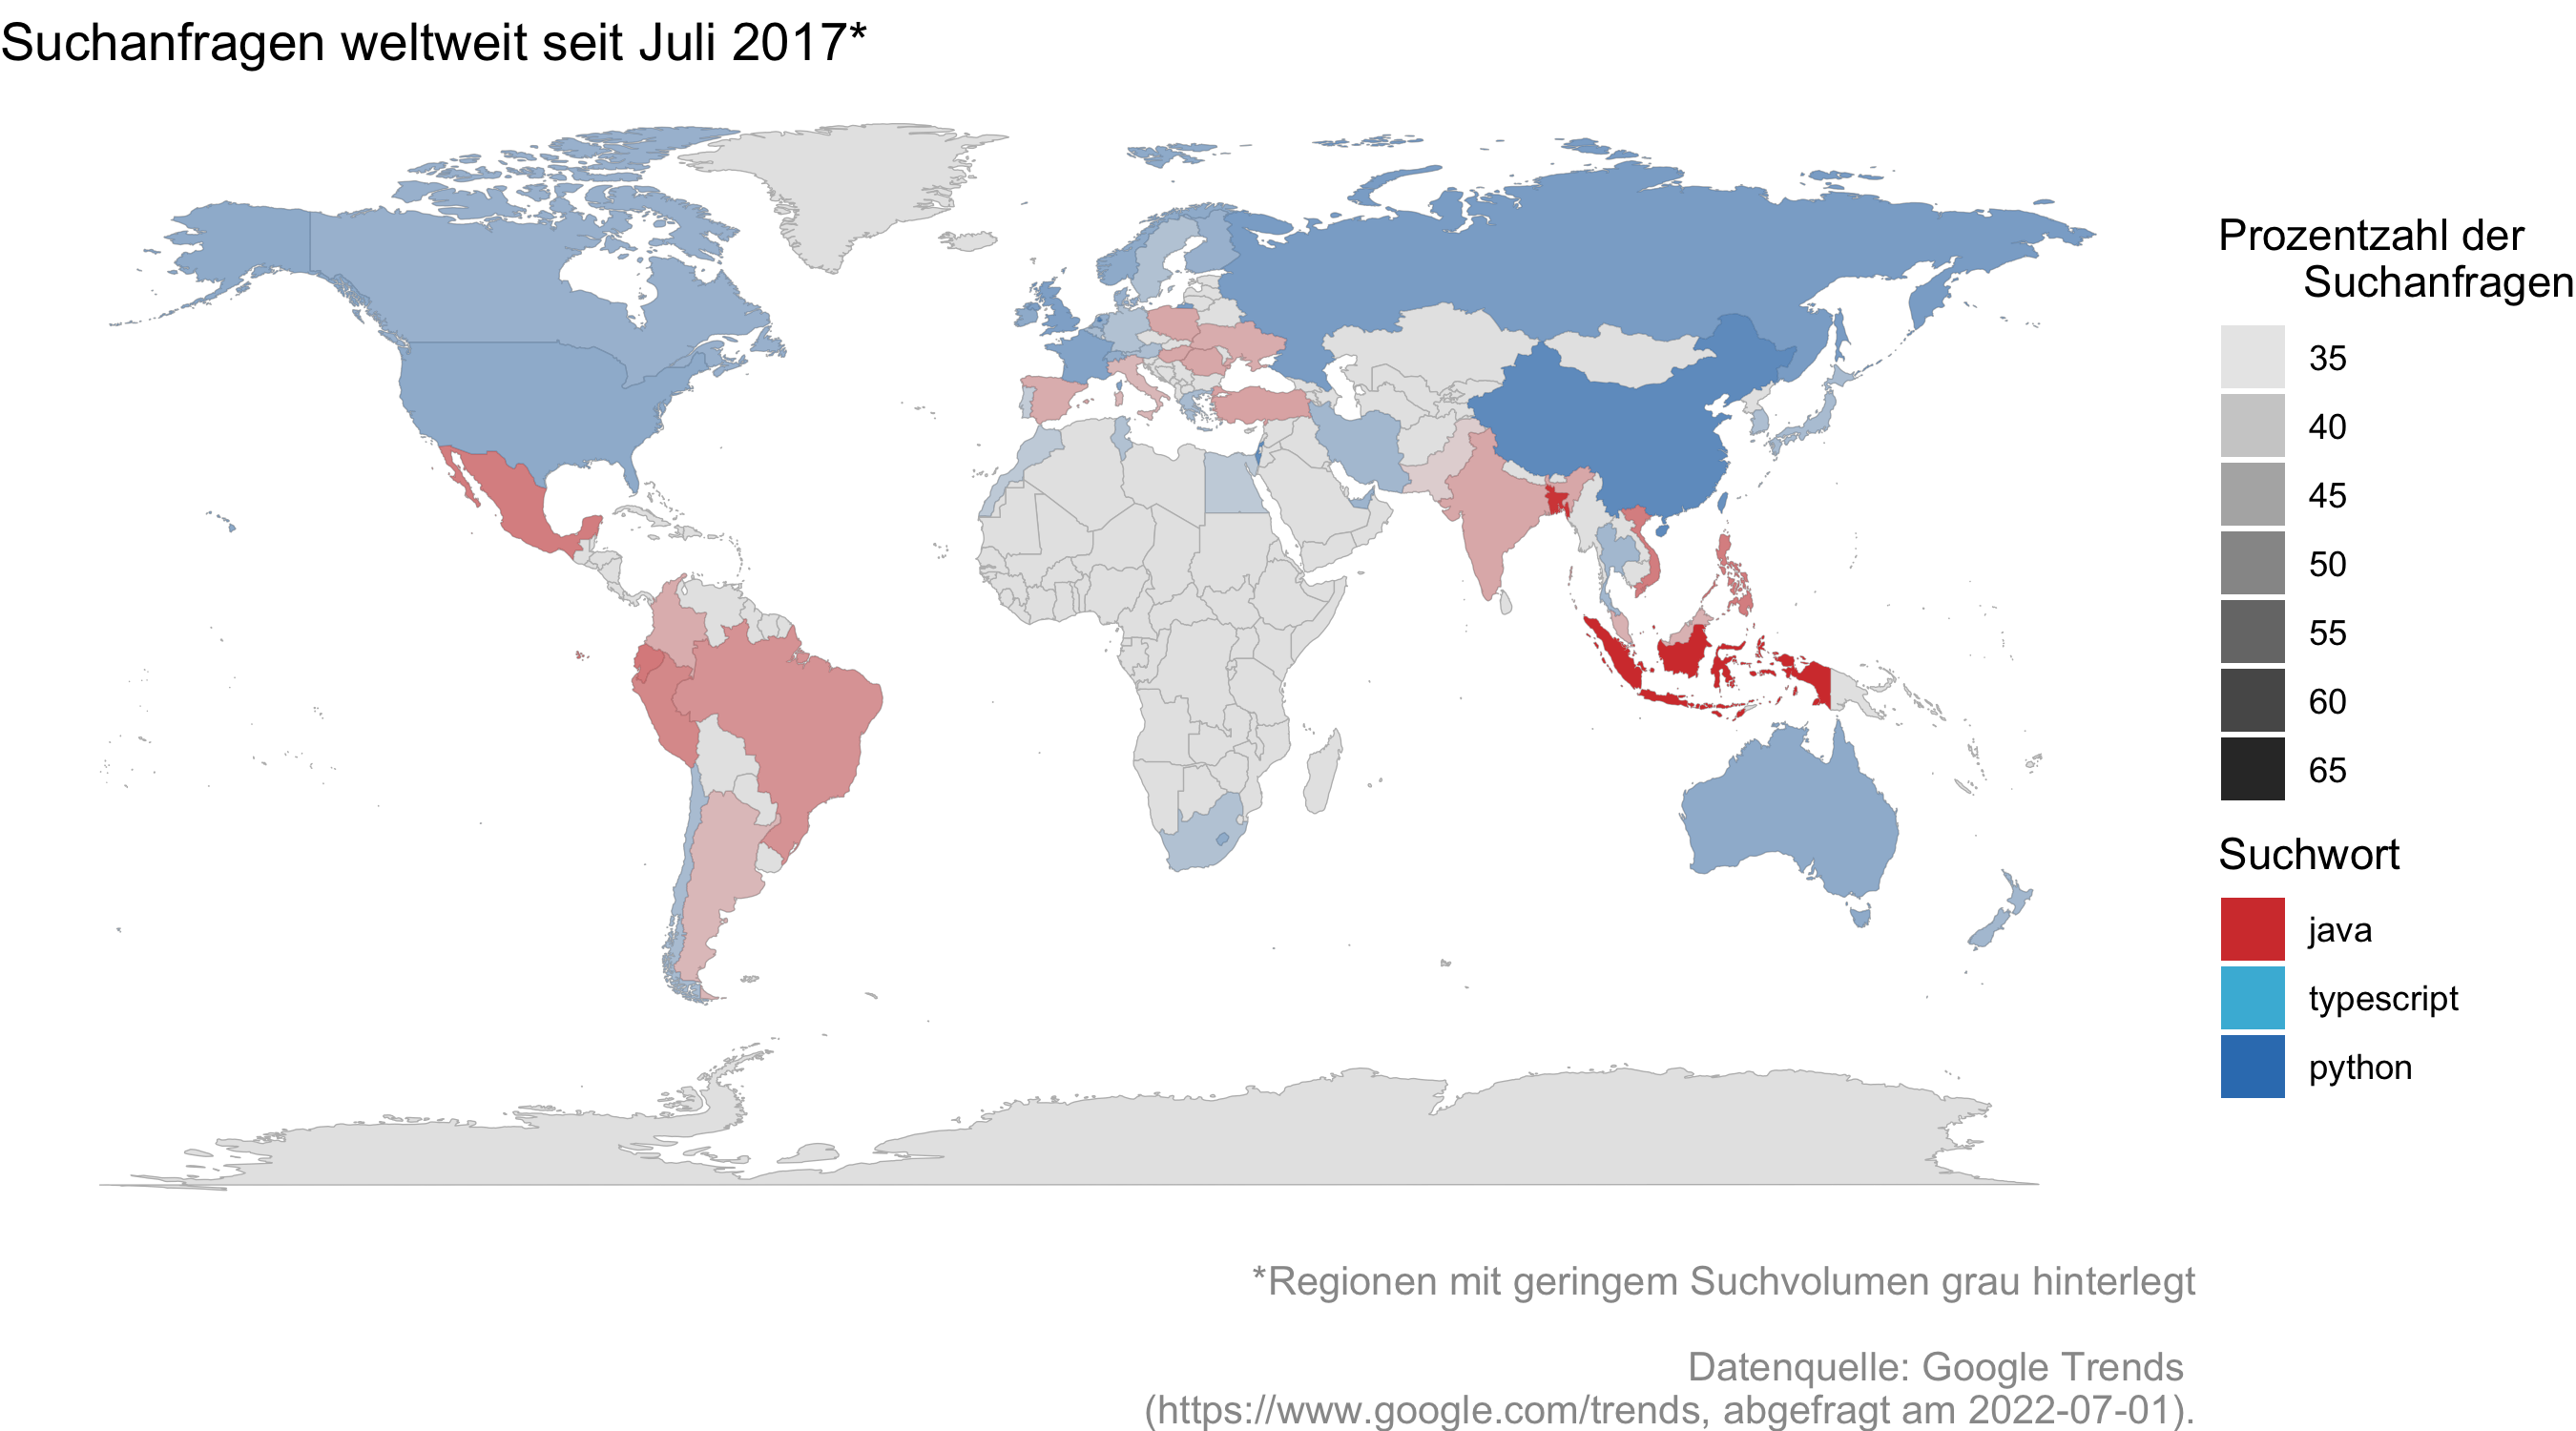 Suchanfragen weltweit seit Juli 2017*
Prozentzahl der
Suchanfragen
35
40
45
50
55
60
65
Suchwort
java
typescript
python
*Regionen mit geringem Suchvolumen grau hinterlegt
Datenquelle: Google Trends
(https://www.google.com/trends, abgefragt am 2022-07-01).